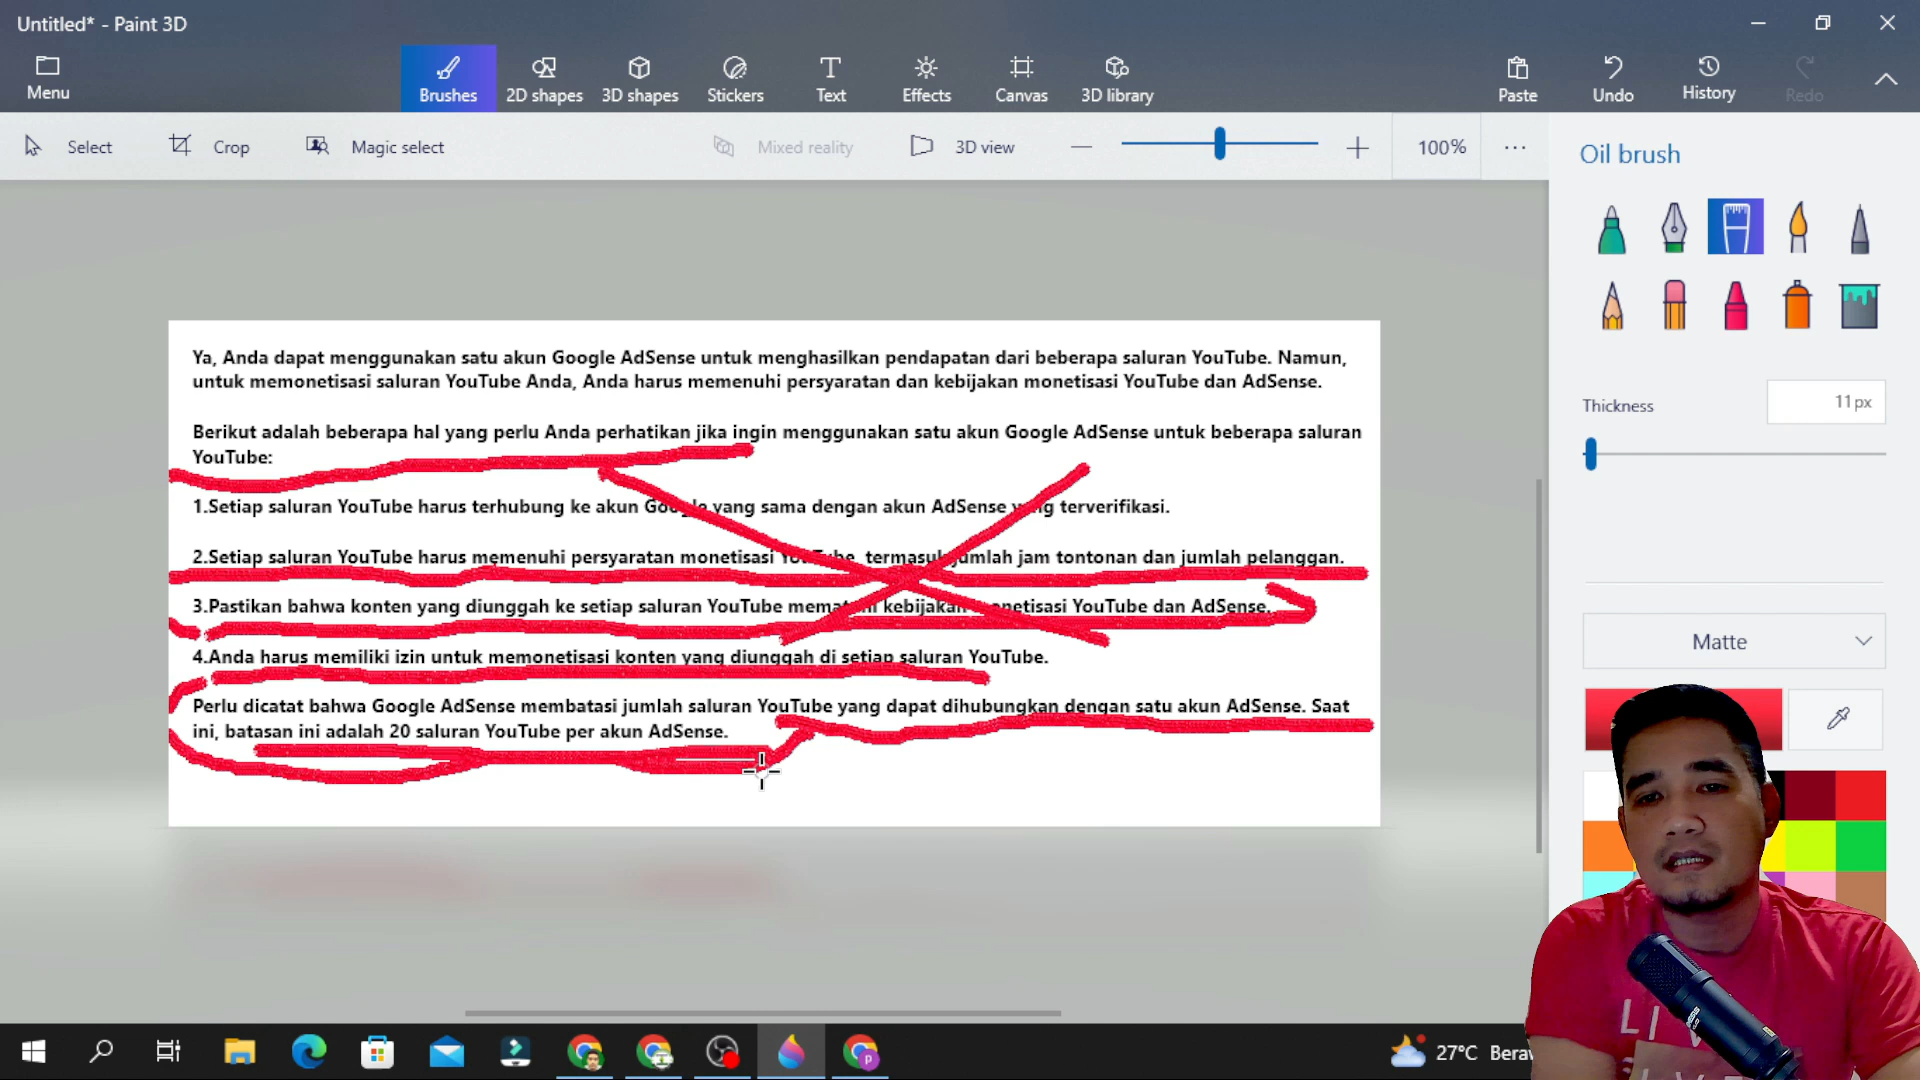 Untitled* - Paint 3D
Menu
Brushes
2D shapes
3D shapes
Stickers
Text
Effects
Canvas
3D library
Paste
Undo
History
Redo
Select
Crop
Magic select
Mixed reality
3D view
100%
Oil brush
Thickness
11px
Matte
Ya, Anda dapat menggunakan satu akun Google AdSense untuk menghasilkan pendapatan dari beberapa saluran YouTube. Namun,
untuk memonetisasi saluran YouTube Anda, Anda harus memenuhi persyaratan dan kebijakan monetisasi YouTube dan AdSense.
Berikut adalah beberapa hal yang perlu Anda perhatikan jika ingin menggunakan satu akun Google AdSense untuk beberapa saluran
YouTube:
1.Setiap saluran YouTube harus terhubung ke akun Google yang sama dengan akun AdSense yang terverifikasi.
2.Setiap saluran YouTube harus memenuhi persyaratan monetisasi YouTube, termasuk jumlah jam tontonan dan jumlah pelanggan.
3.Pastikan bahwa konten yang diunggah ke setiap saluran YouTube mematuhi kebijakan monetisasi YouTube dan AdSense.
4.Anda harus memiliki izin untuk memonetisasi konten yang diunggah di setiap saluran YouTube.
Perlu dicatat bahwa Google AdSense membatasi jumlah saluran YouTube yang dapat dihubungkan dengan satu akun AdSense. Saat
ini, batasan ini adalah 20 saluran YouTube per akun AdSense.
27°C